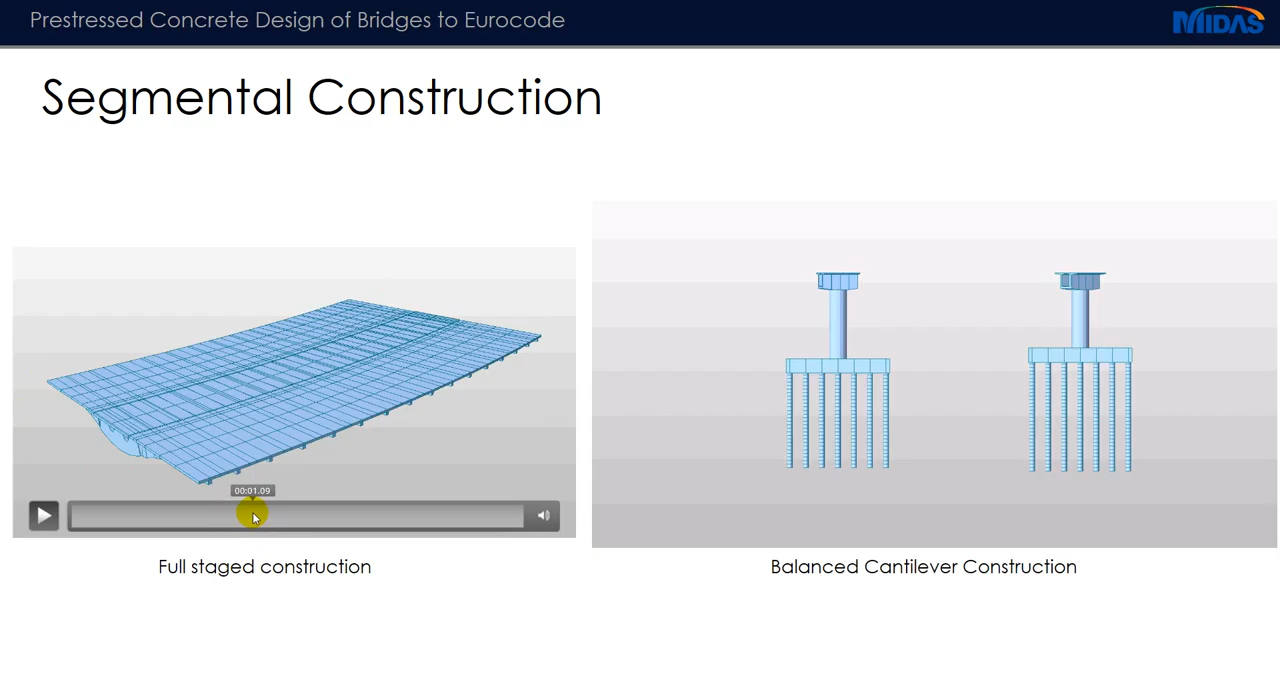 Prestressed Concrete Design of Bridges to Eurocode
MIDAS
Segmental Construction
00:01.09
Full staged construction
Balanced Cantilever Construction